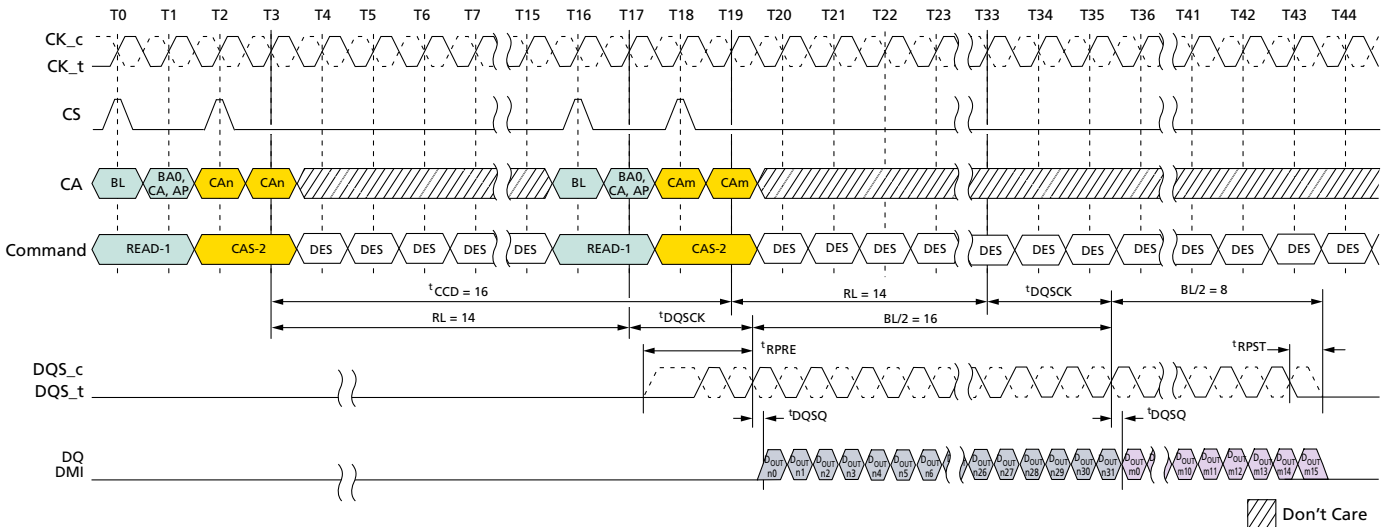 T0 T1 T2 T3 T4 T5 T6 T7 T15 T16 T17 T18 T19 T20 T21 T22 T23 T33 T34 T35 T36 T41 T42 T43 T44
CK_c
CK_t
CS
CA BL BA0, CA, AP CAn CAn BL BA0, CA, AP CAm CAm
Command READ-1 CAS-2 DES DES DES DES DES READ-1 CAS-2 DES DES DES DES DES DES DES DES DES DES DES DES
tCCD = 16 RL = 14 tDQSCK BL/2 = 8
RL = 14 tDQSCK BL/2 = 16
tRPRE tRPST
DQS_c
DQS_t
tDQSQ tDQSQ
DQ
DMI
DOUT n0 DOUT n1 DOUT n2 DOUT n3 DOUT n4 DOUT n5 DOUT n6 DOUT n26 DOUT n27 DOUT n28 DOUT n29 DOUT n30 DOUT n31 DOUT m0 DOUT m10 DOUT m11 DOUT m12 DOUT m13 DOUT m14 DOUT m15
Don't Care